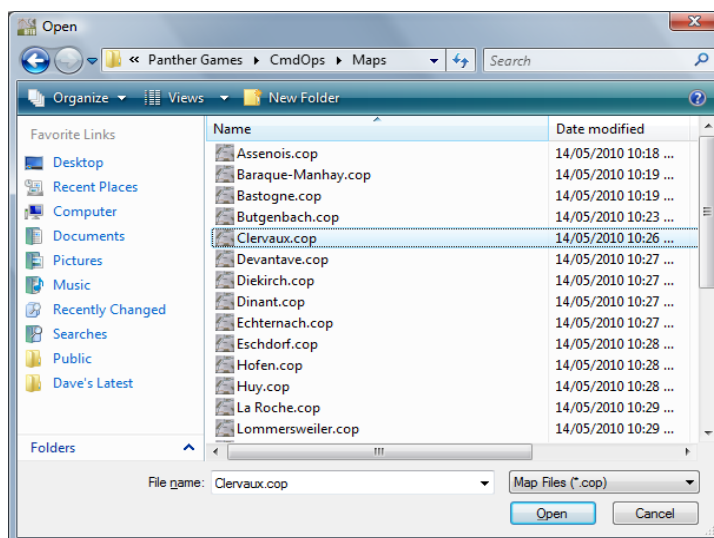 Open
« Panther Games ▸ CmdOps ▸ Maps
Search
Organize Views New Folder
Favorite Links
Desktop
Recent Places
Computer
Documents
Pictures
Music
Recently Changed
Searches
Public
Dave's Latest
Folders
Name Date modified
Assenois.cop 14/05/2010 10:18 ...
Baraque-Manhay.cop 14/05/2010 10:19 ...
Bastogne.cop 14/05/2010 10:19 ...
Butgenbach.cop 14/05/2010 10:23 ...
Clervaux.cop 14/05/2010 10:26 ...
Devantave.cop 14/05/2010 10:27 ...
Diekirch.cop 14/05/2010 10:27 ...
Dinant.cop 14/05/2010 10:27 ...
Echternach.cop 14/05/2010 10:27 ...
Eschdorf.cop 14/05/2010 10:28 ...
Hofen.cop 14/05/2010 10:28 ...
Huy.cop 14/05/2010 10:28 ...
La Roche.cop 14/05/2010 10:29 ...
Lommersweiler.cop 14/05/2010 10:29 ...
File name: Clervaux.cop Map Files (*.cop)
Open Cancel